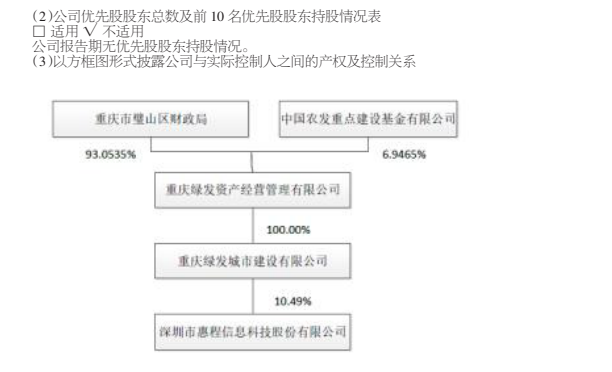 (2)公司优先股股东总数及前 10 名优先股股东持股情况表
□ 适用 √ 不适用
公司报告期无优先股股东持股情况。
(3)以方框图形式披露公司与实际控制人之间的产权及控制关系
重庆市璧山区财政局
中国农发重点建设基金有限公司
93.0535%
6.9465%
重庆绿发资产经营管理有限公司
100.00%
重庆绿发城市建设有限公司
10.49%
深圳市惠程信息科技股份有限公司